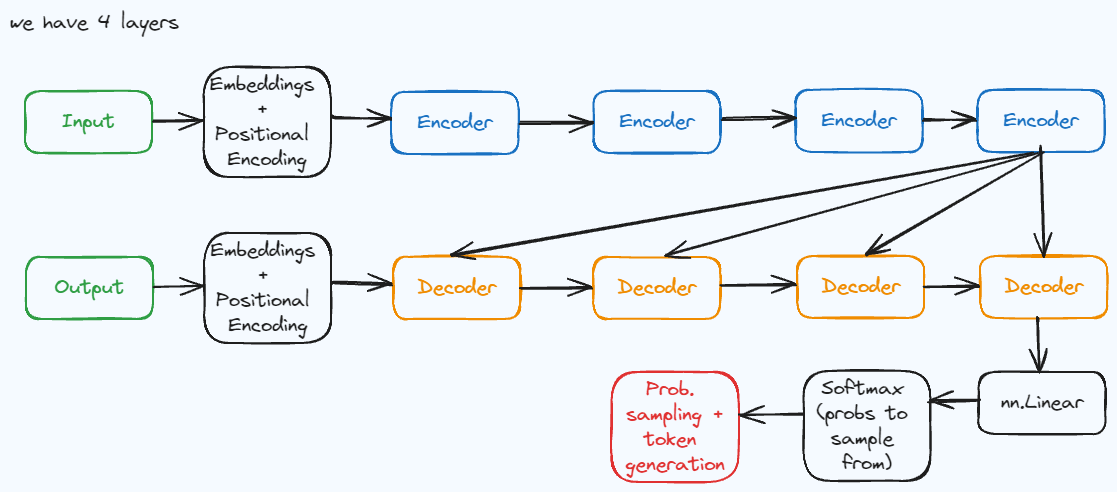 we have 4 layers
Input
Embeddings
+
Positional
Encoding
Encoder
Encoder
Encoder
Encoder
Output
Embeddings
+
Positional
Encoding
Decoder
Decoder
Decoder
Decoder
Prob.
sampling +
token
generation
Softmax
(probs to
sample
from)
nn.Linear